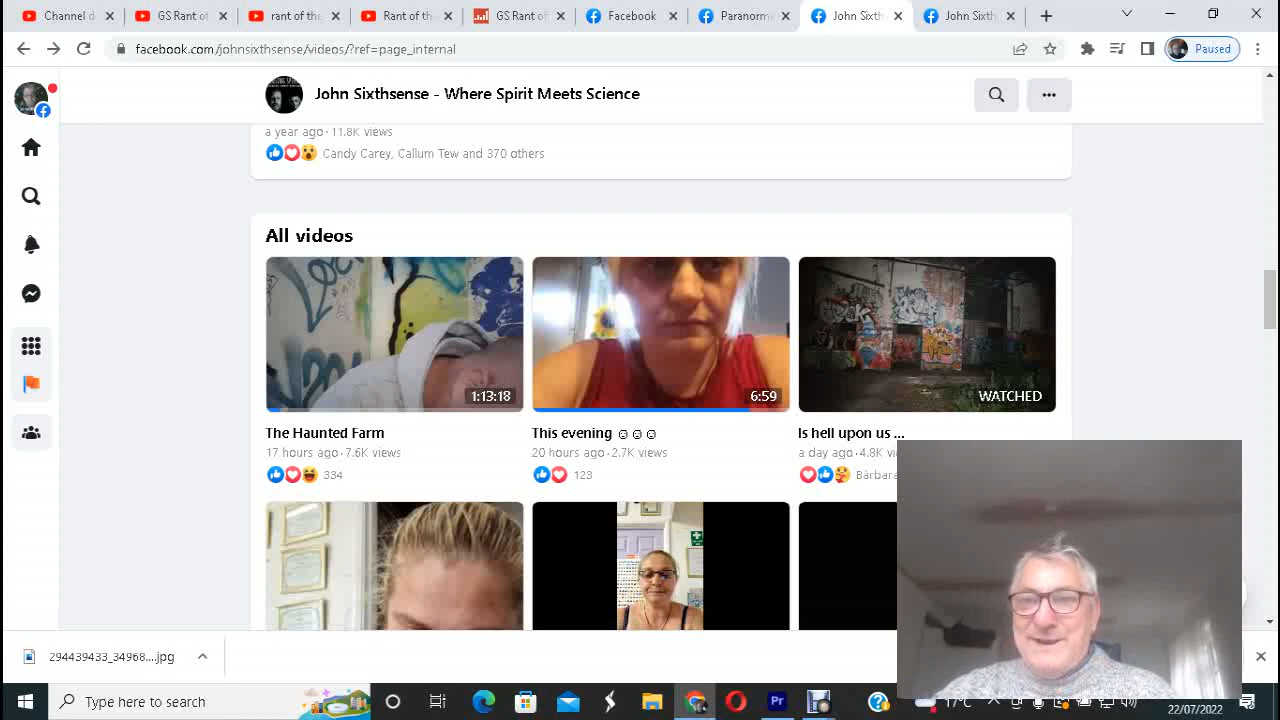 Channel c
GS Rant of
rant of the
Rant of the
GS Rant of
Facebook
Paranorm
John Sixth
John Sixth
facebook.com/johnsixthsense/videos/?ref=page_internal
Paused
John Sixthsense - Where Spirit Meets Science
a year ago · 11.8K views
Candy Carey, Callum Tew and 370 others
All videos
1:13:18
6:59
WATCHED
The Haunted Farm
This evening ☺☺☺
Is hell upon us ...
17 hours ago · 7.6K views
20 hours ago · 2.7K views
a day ago · 4.8K vi
334
123
Bárbara
294439433_34968....jpg
Type here to search
17°C
22/07/2022